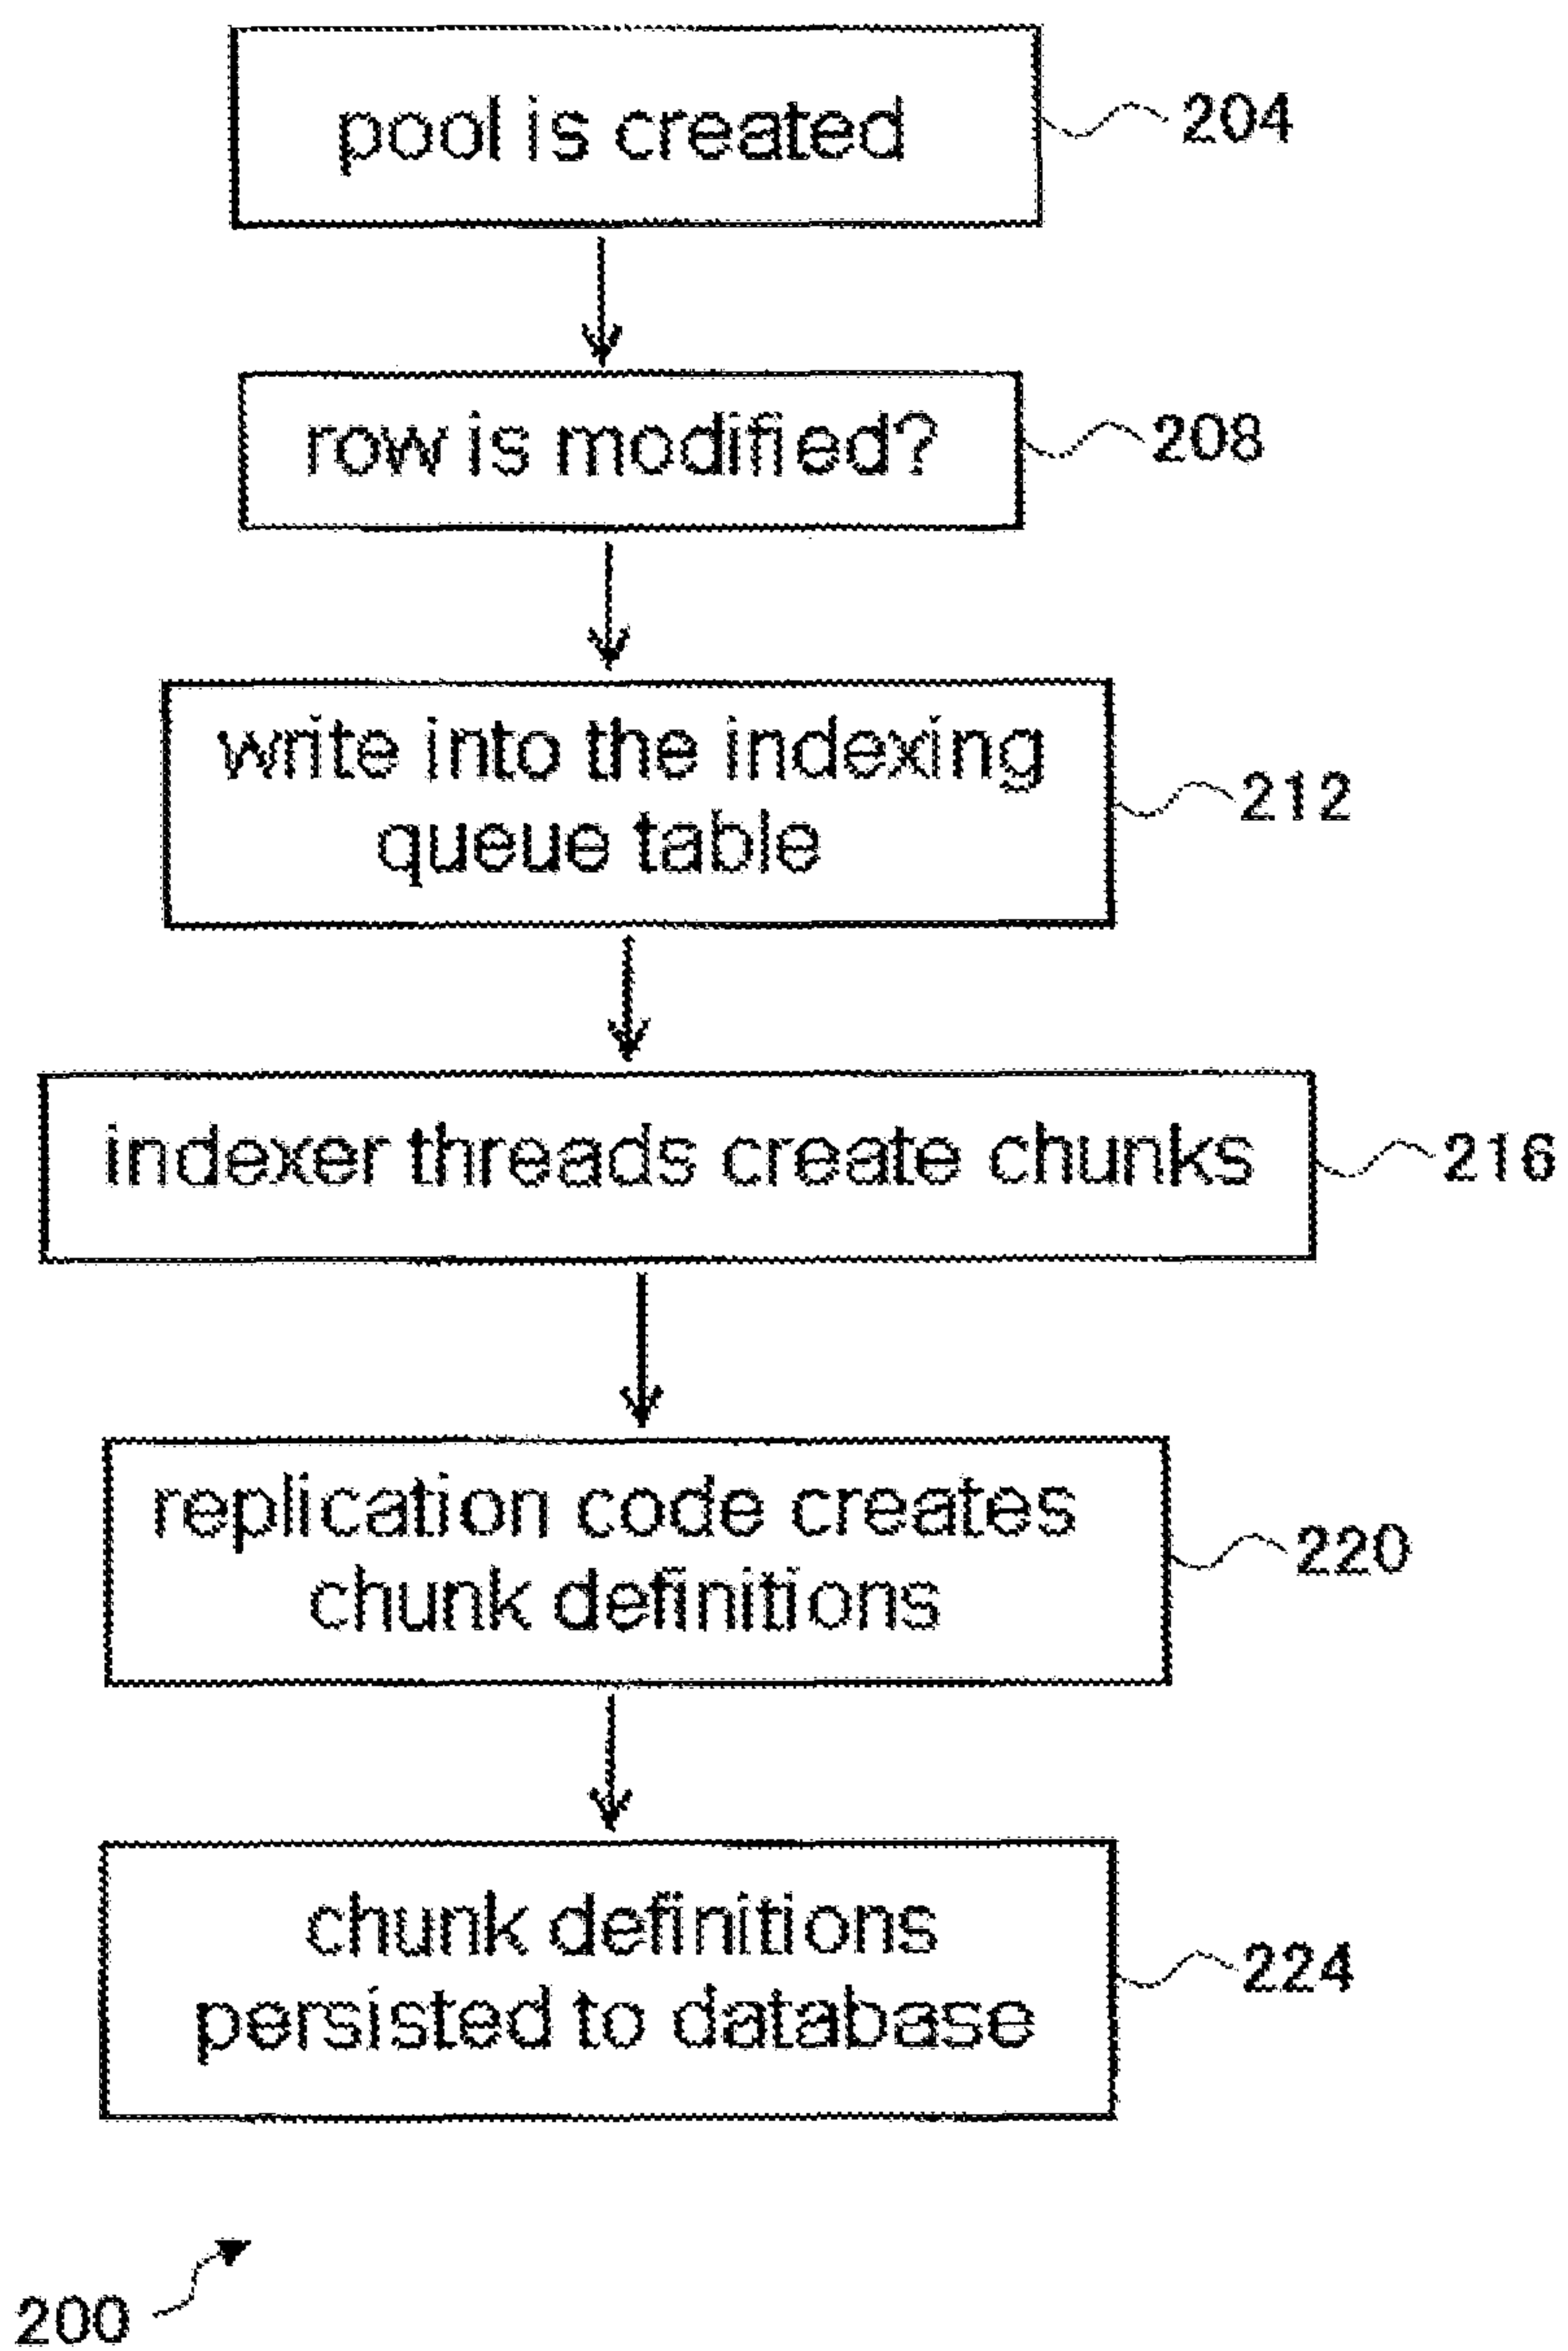 pool is created
204
row is modified?
208
write into the indexing
queue table
212
indexer threads create chunks
216
replication code creates
chunk definitions
220
chunk definitions
persisted to database
224
200